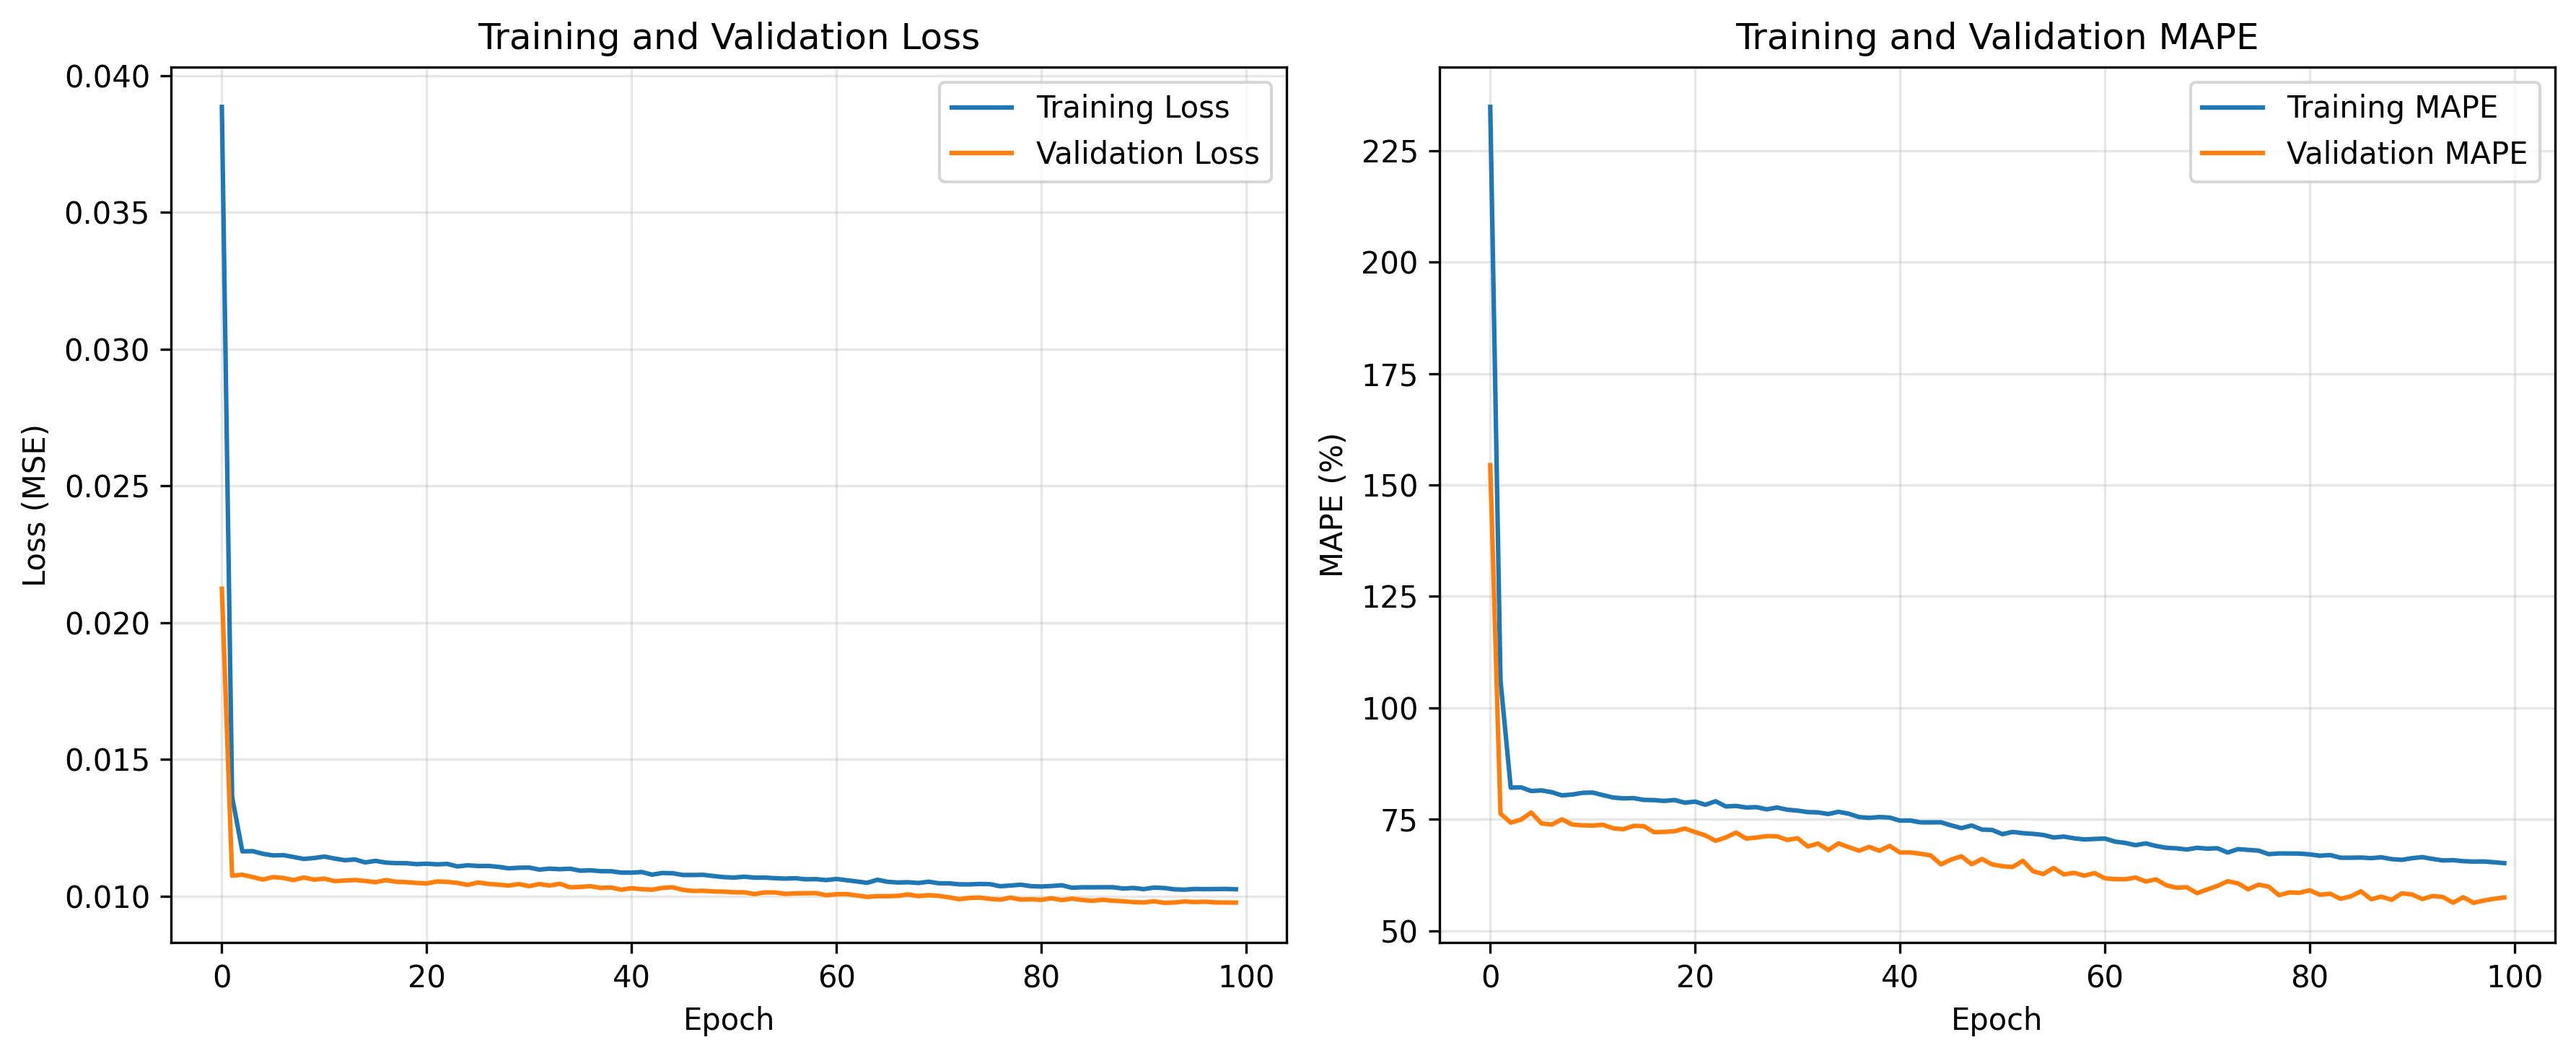 Training and Validation Loss
0.040
0.035
0.030
0.025
0.020
0.015
0.010
Loss (MSE)
Training Loss
Validation Loss
0 20 40 60 80 100
Epoch
Training and Validation MAPE
225
200
175
150
125
100
75
50
MAPE (%)
Training MAPE
Validation MAPE
0 20 40 60 80 100
Epoch